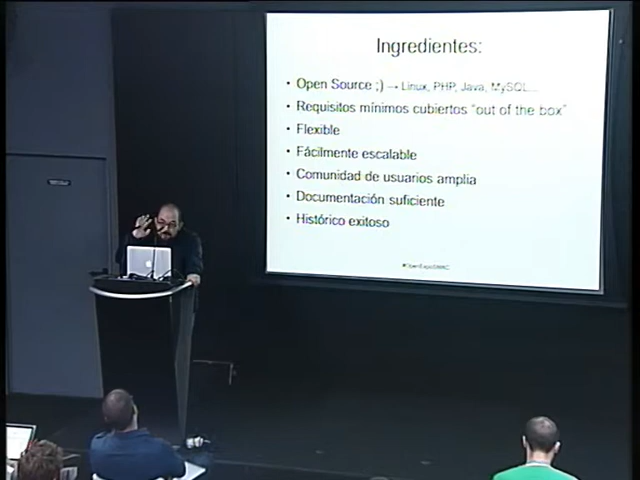 Ingredientes:
• Open Source ;) → Linux, PHP, Java, MySQL...
• Requisitos mínimos cubiertos "out of the box"
• Flexible
• Fácilmente escalable
• Comunidad de usuarios amplia
• Documentación suficiente
• Histórico exitoso